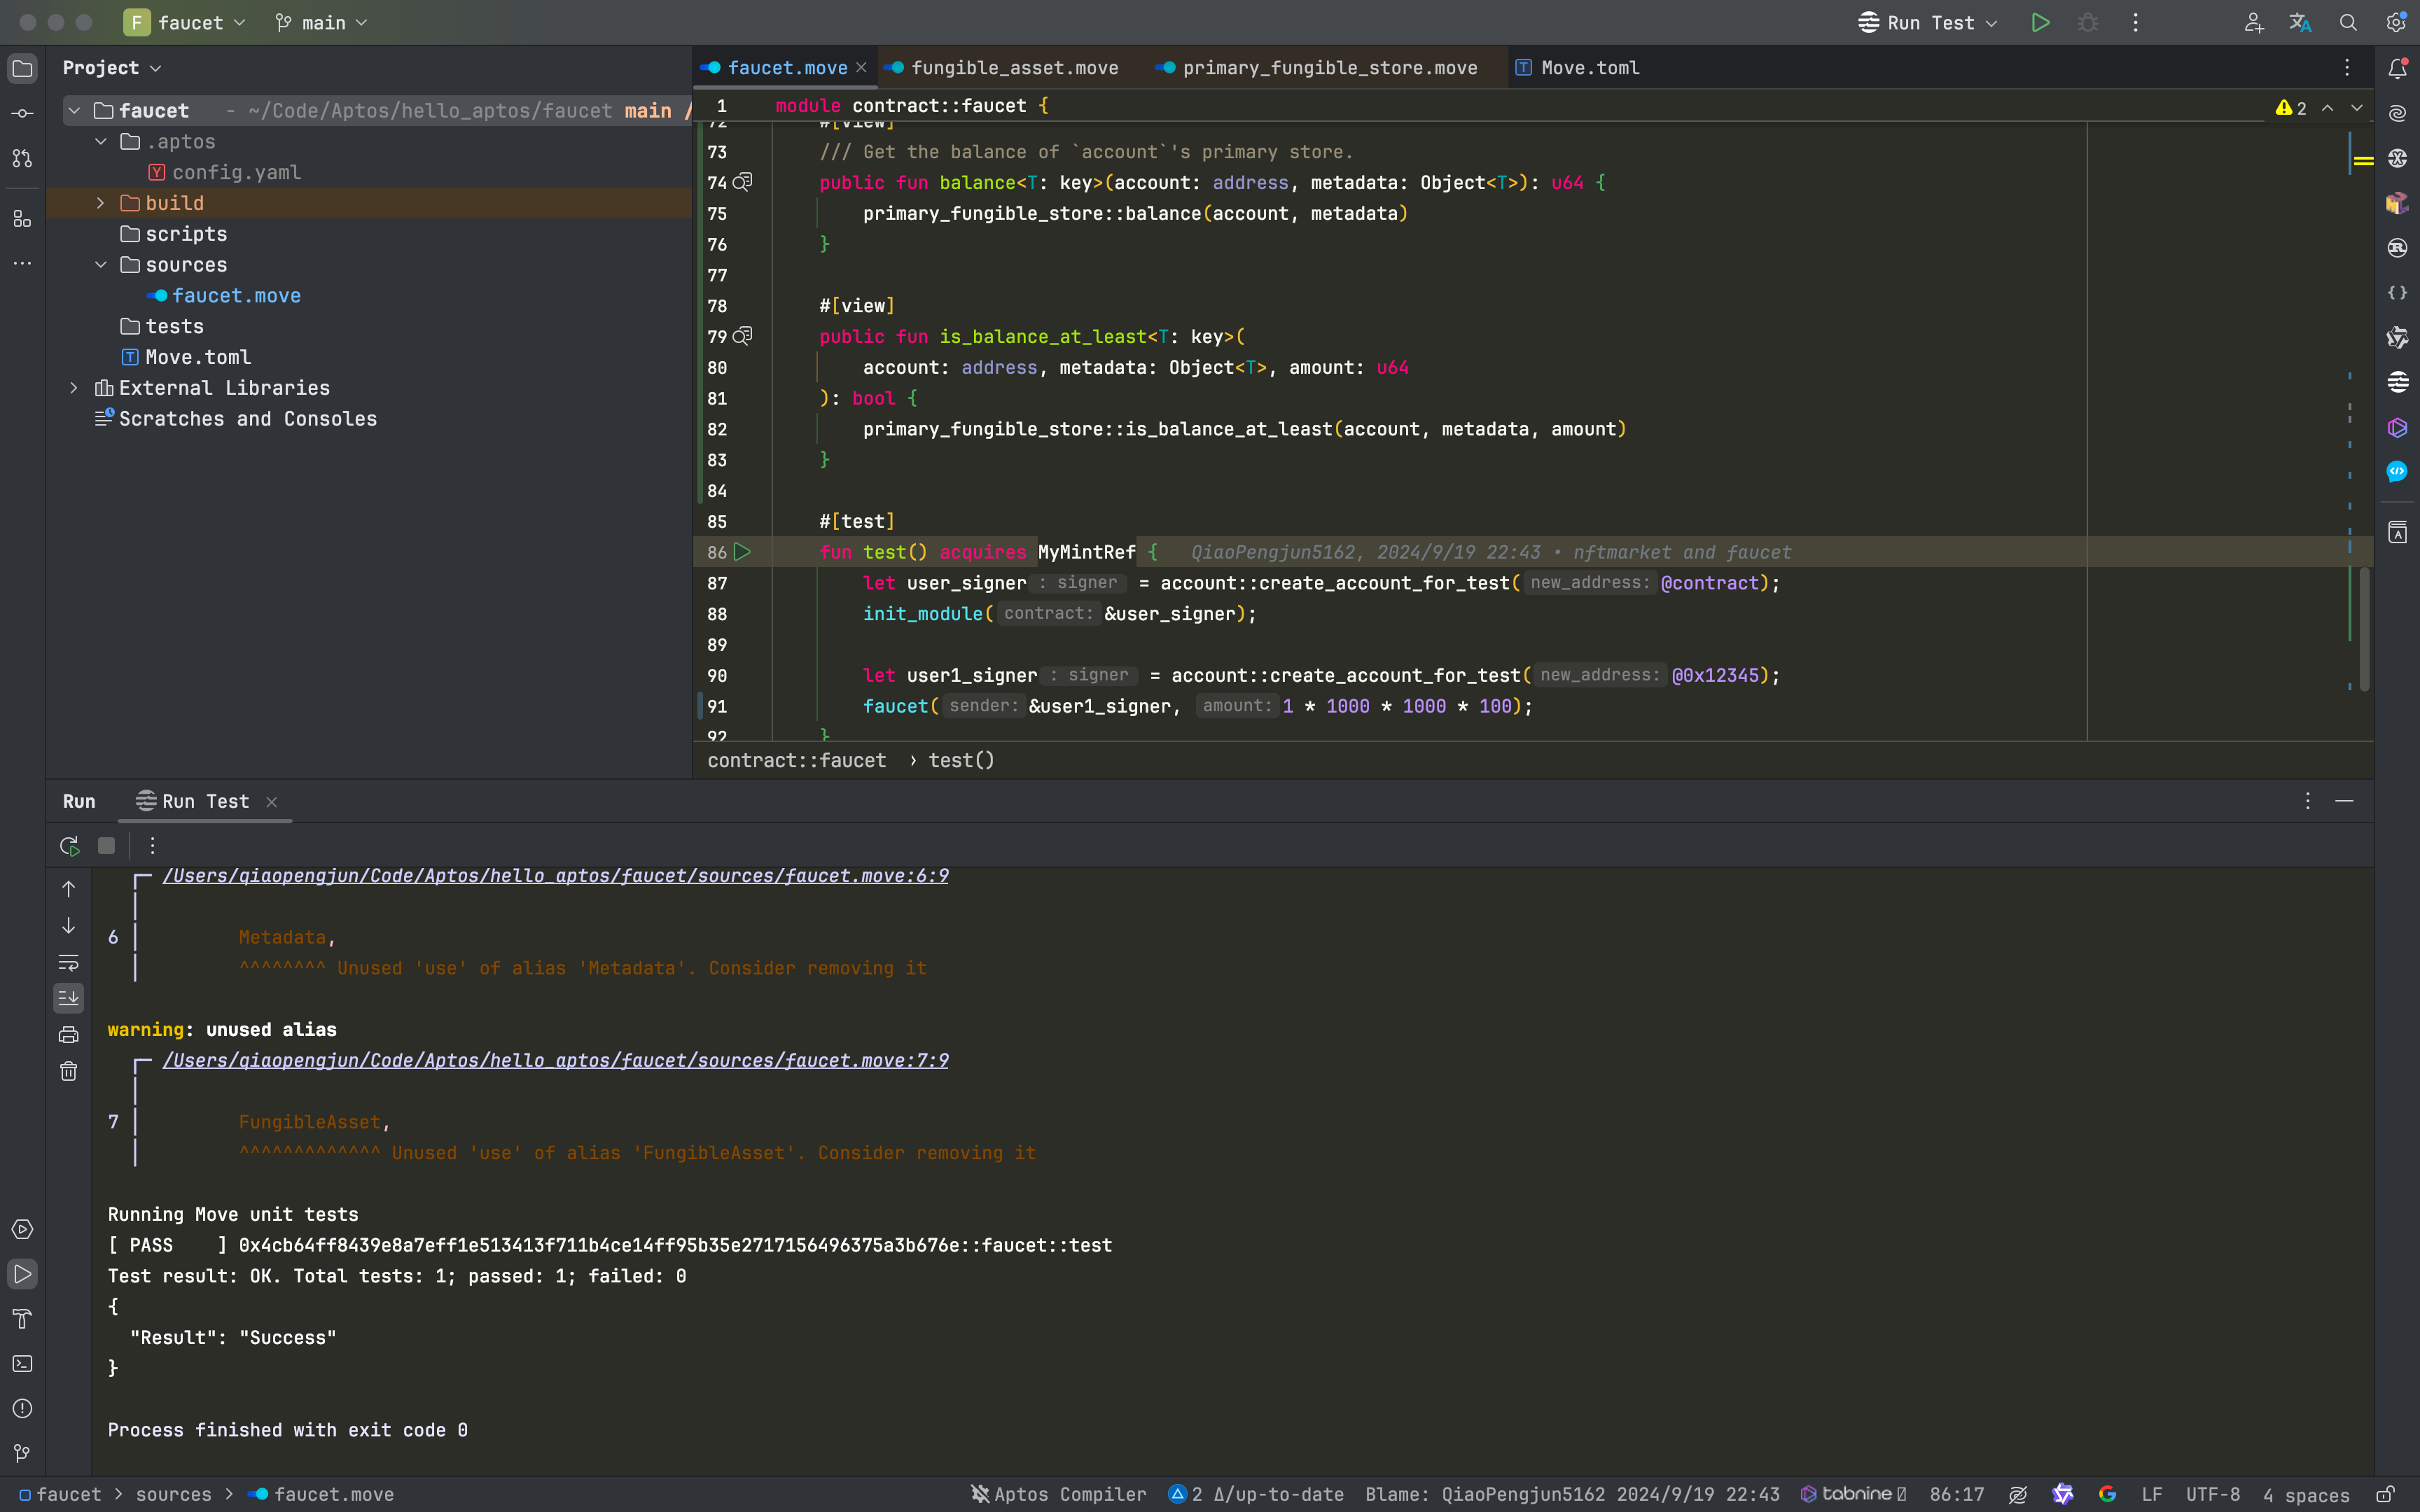 F faucet main Run Test
Project
faucet - ~/Code/Aptos/hello_aptos/faucet main /
.aptos
config.yaml
build
scripts
sources
faucet.move
tests
Move.toml
External Libraries
Scratches and Consoles
faucet.move fungible_asset.move primary_fungible_store.move Move.toml
1 module contract::faucet { 2
72 #[view]
73 /// Get the balance of `account`'s primary store.
74 public fun balance<T: key>(account: address, metadata: Object<T>): u64 {
75 primary_fungible_store::balance(account, metadata)
76 }
77
78 #[view]
79 public fun is_balance_at_least<T: key>(
80 account: address, metadata: Object<T>, amount: u64
81 ): bool {
82 primary_fungible_store::is_balance_at_least(account, metadata, amount)
83 }
84
85 #[test]
86 fun test() acquires MyMintRef { QiaoPengjun5162, 2024/9/19 22:43 • nftmarket and faucet
87 let user_signer : signer = account::create_account_for_test( new_address: @contract);
88 init_module( contract: &user_signer);
89
90 let user1_signer : signer = account::create_account_for_test( new_address: @0x12345);
91 faucet( sender: &user1_signer, amount: 1 * 1000 * 1000 * 100);
92 }
contract::faucet › test()
Run Run Test
/Users/qiaopengjun/Code/Aptos/hello_aptos/faucet/sources/faucet.move:6:9
6 │ Metadata,
^^^^^^^^ Unused 'use' of alias 'Metadata'. Consider removing it
warning: unused alias
/Users/qiaopengjun/Code/Aptos/hello_aptos/faucet/sources/faucet.move:7:9
7 │ FungibleAsset,
^^^^^^^^^^^^^ Unused 'use' of alias 'FungibleAsset'. Consider removing it
Running Move unit tests
[ PASS    ] 0x4cb64ff8439e8a7eff1e513413f711b4ce14ff95b35e2717156496375a3b676e::faucet::test
Test result: OK. Total tests: 1; passed: 1; failed: 0
{
"Result": "Success"
}
Process finished with exit code 0
faucet > sources > faucet.move Aptos Compiler 2 Δ/up-to-date Blame: QiaoPengjun5162 2024/9/19 22:43 tabnine 86:17 LF UTF-8 4 spaces